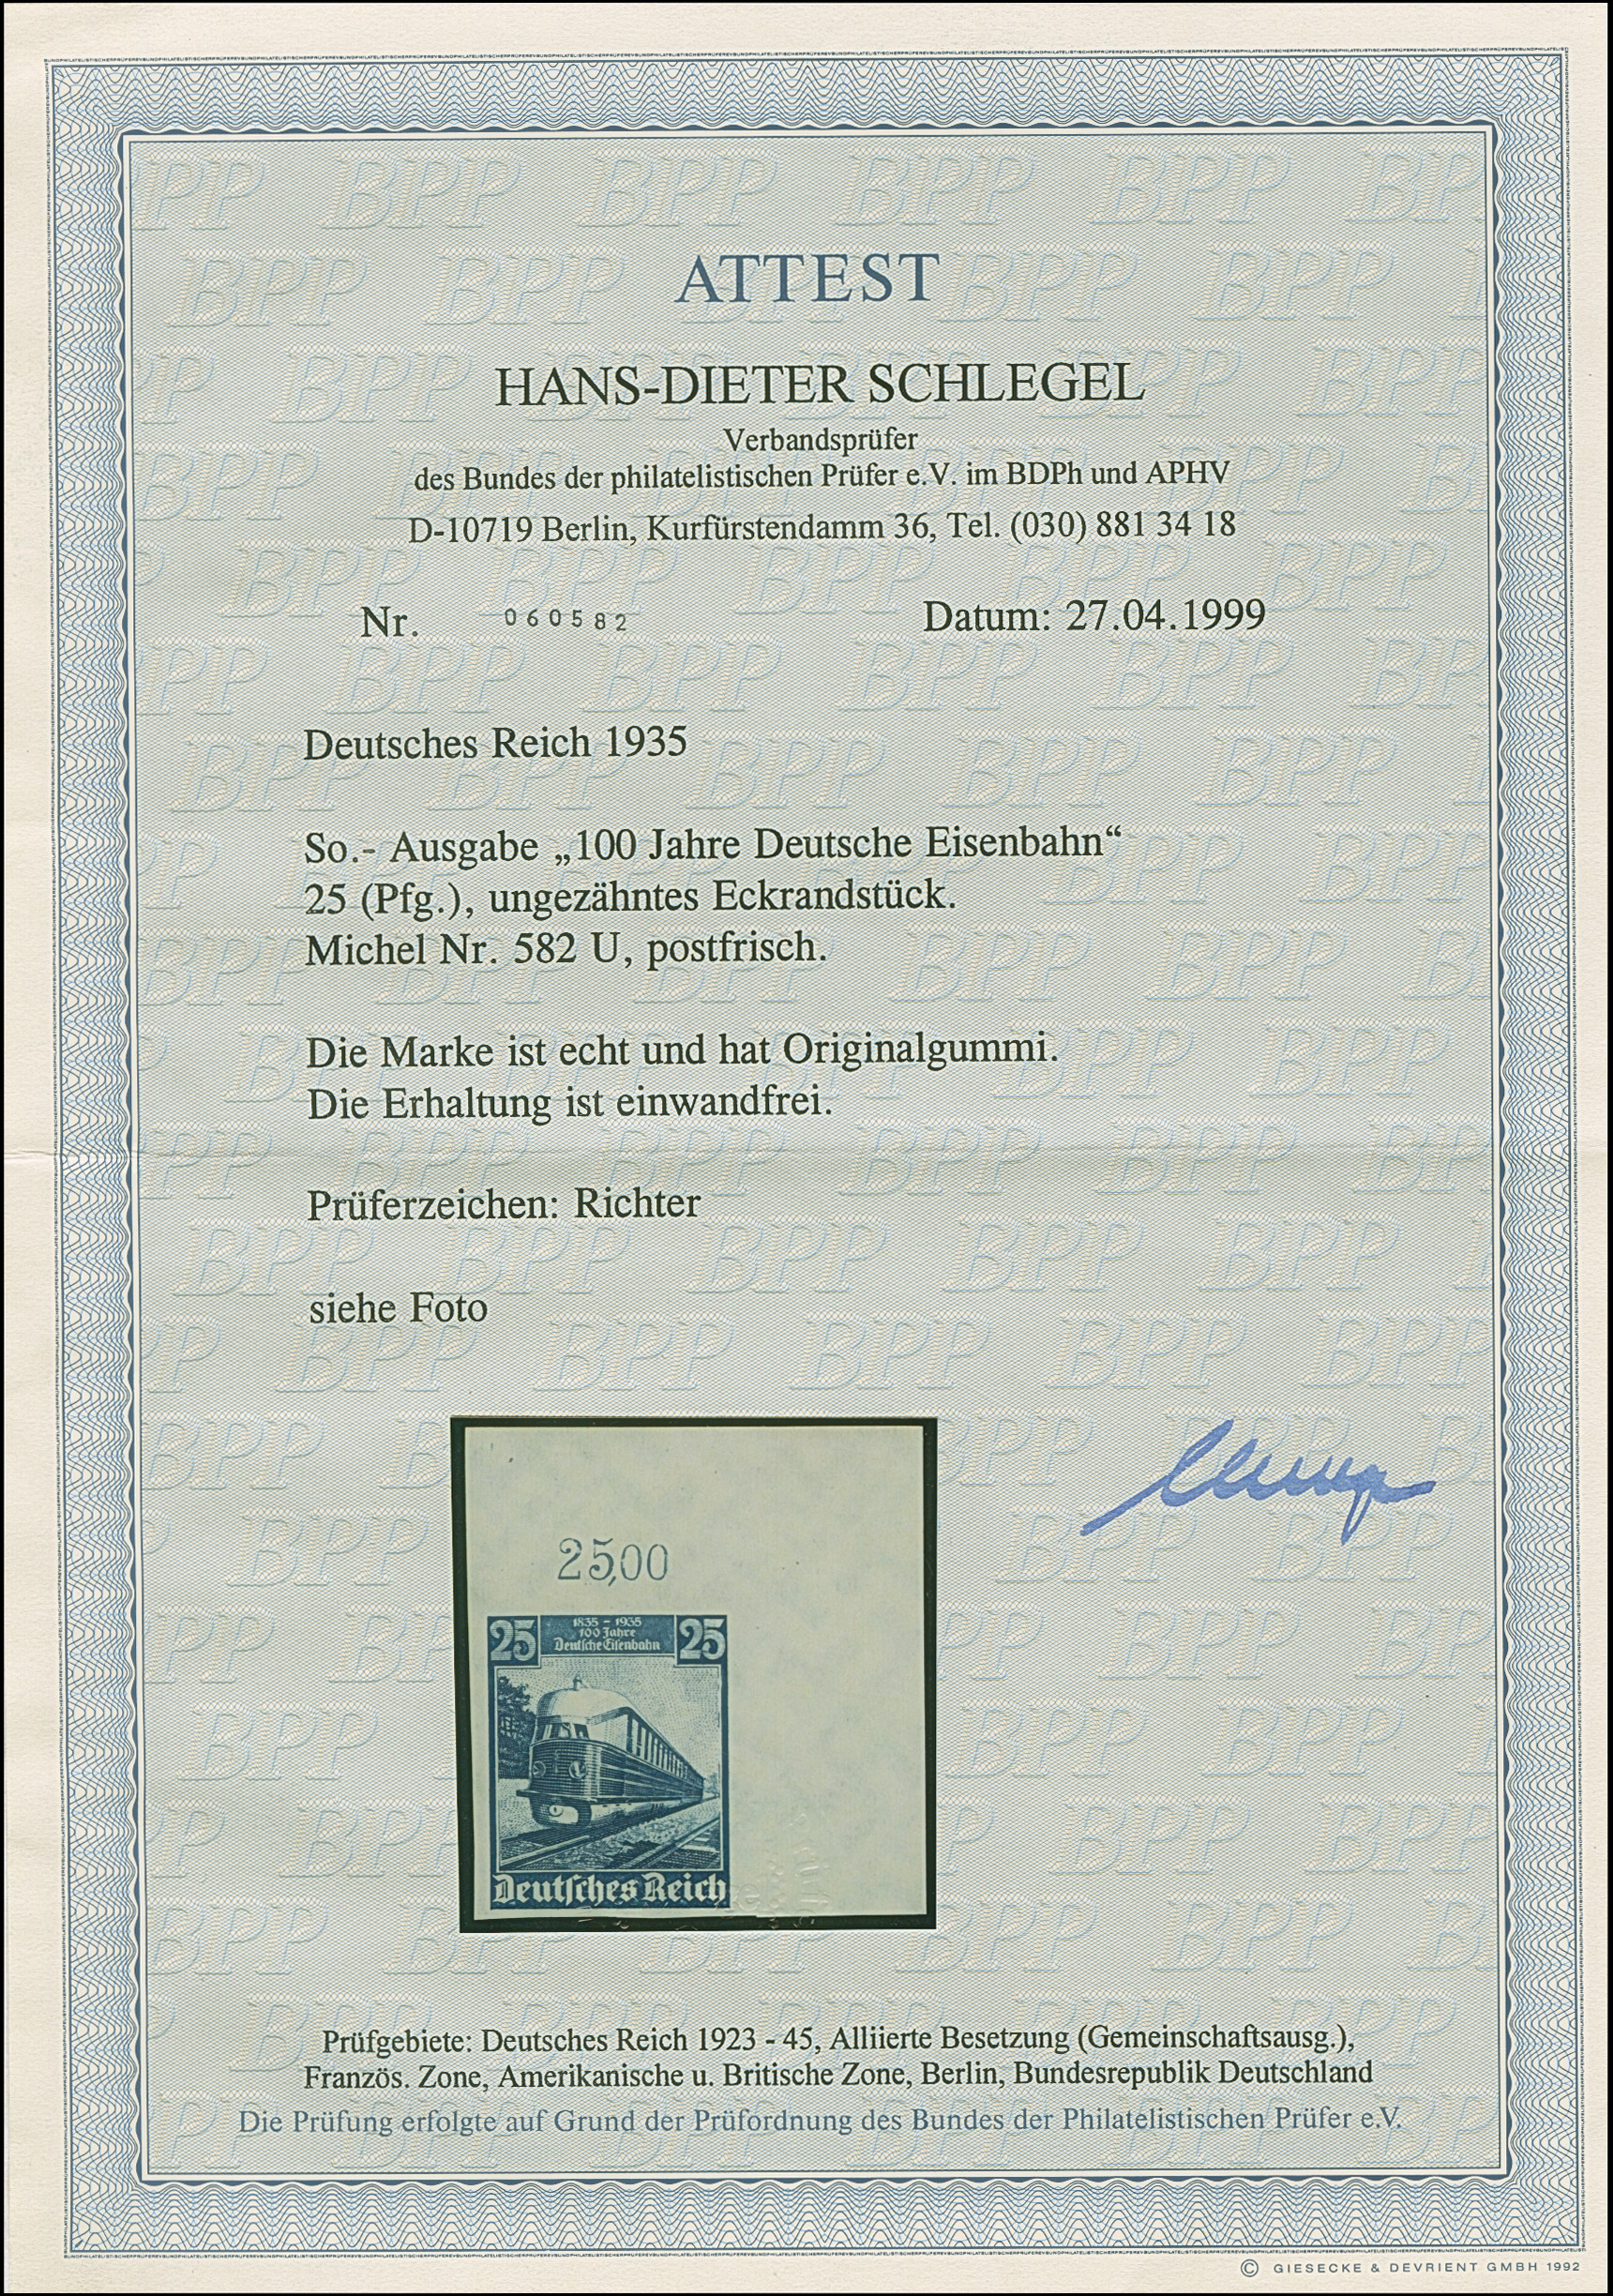 ATTEST
HANS-DIETER SCHLEGEL
Verbandsprüfer
des Bundes der philatelistischen Prüfer e.V. im BDPh und APHV
D-10719 Berlin, Kurfürstendamm 36, Tel. (030) 881 34 18
Nr. 060582 Datum: 27.04.1999
Deutsches Reich 1935
So.- Ausgabe „100 Jahre Deutsche Eisenbahn“
25 (Pfg.), ungezähntes Eckrandstück.
Michel Nr. 582 U, postfrisch.
Die Marke ist echt und hat Originalgummi.
Die Erhaltung ist einwandfrei.
Prüferzeichen: Richter
siehe Foto
25,00
25 1835 - 1935 25
100 Jahre
Deutsche Eisenbahn
Deutsches Reich
Prüfgebiete: Deutsches Reich 1923 - 45, Alliierte Besetzung (Gemeinschaftsausg.),
Französ. Zone, Amerikanische u. Britische Zone, Berlin, Bundesrepublik Deutschland
Die Prüfung erfolgte auf Grund der Prüfordnung des Bundes der Philatelistischen Prüfer e.V.
© GIESECKE & DEVRIENT GMBH 1992